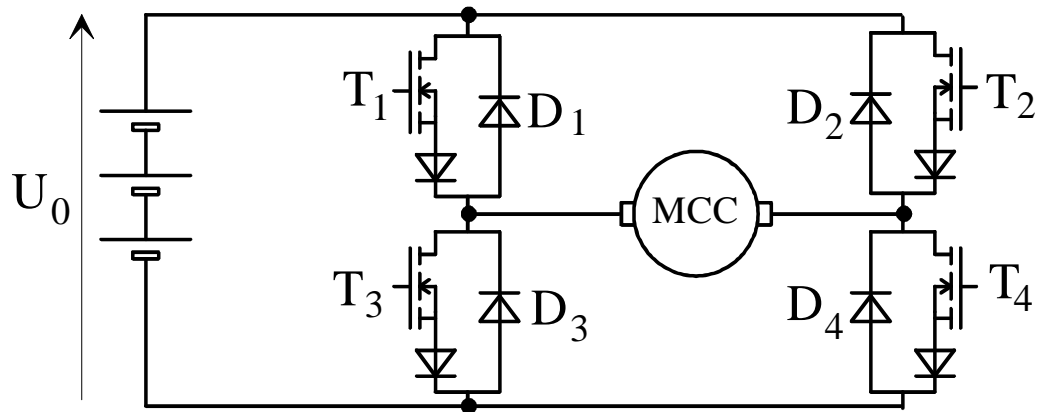 T₁
D₁
D₂
T₂
U₀
MCC
T₃
D₃
D₄
T₄